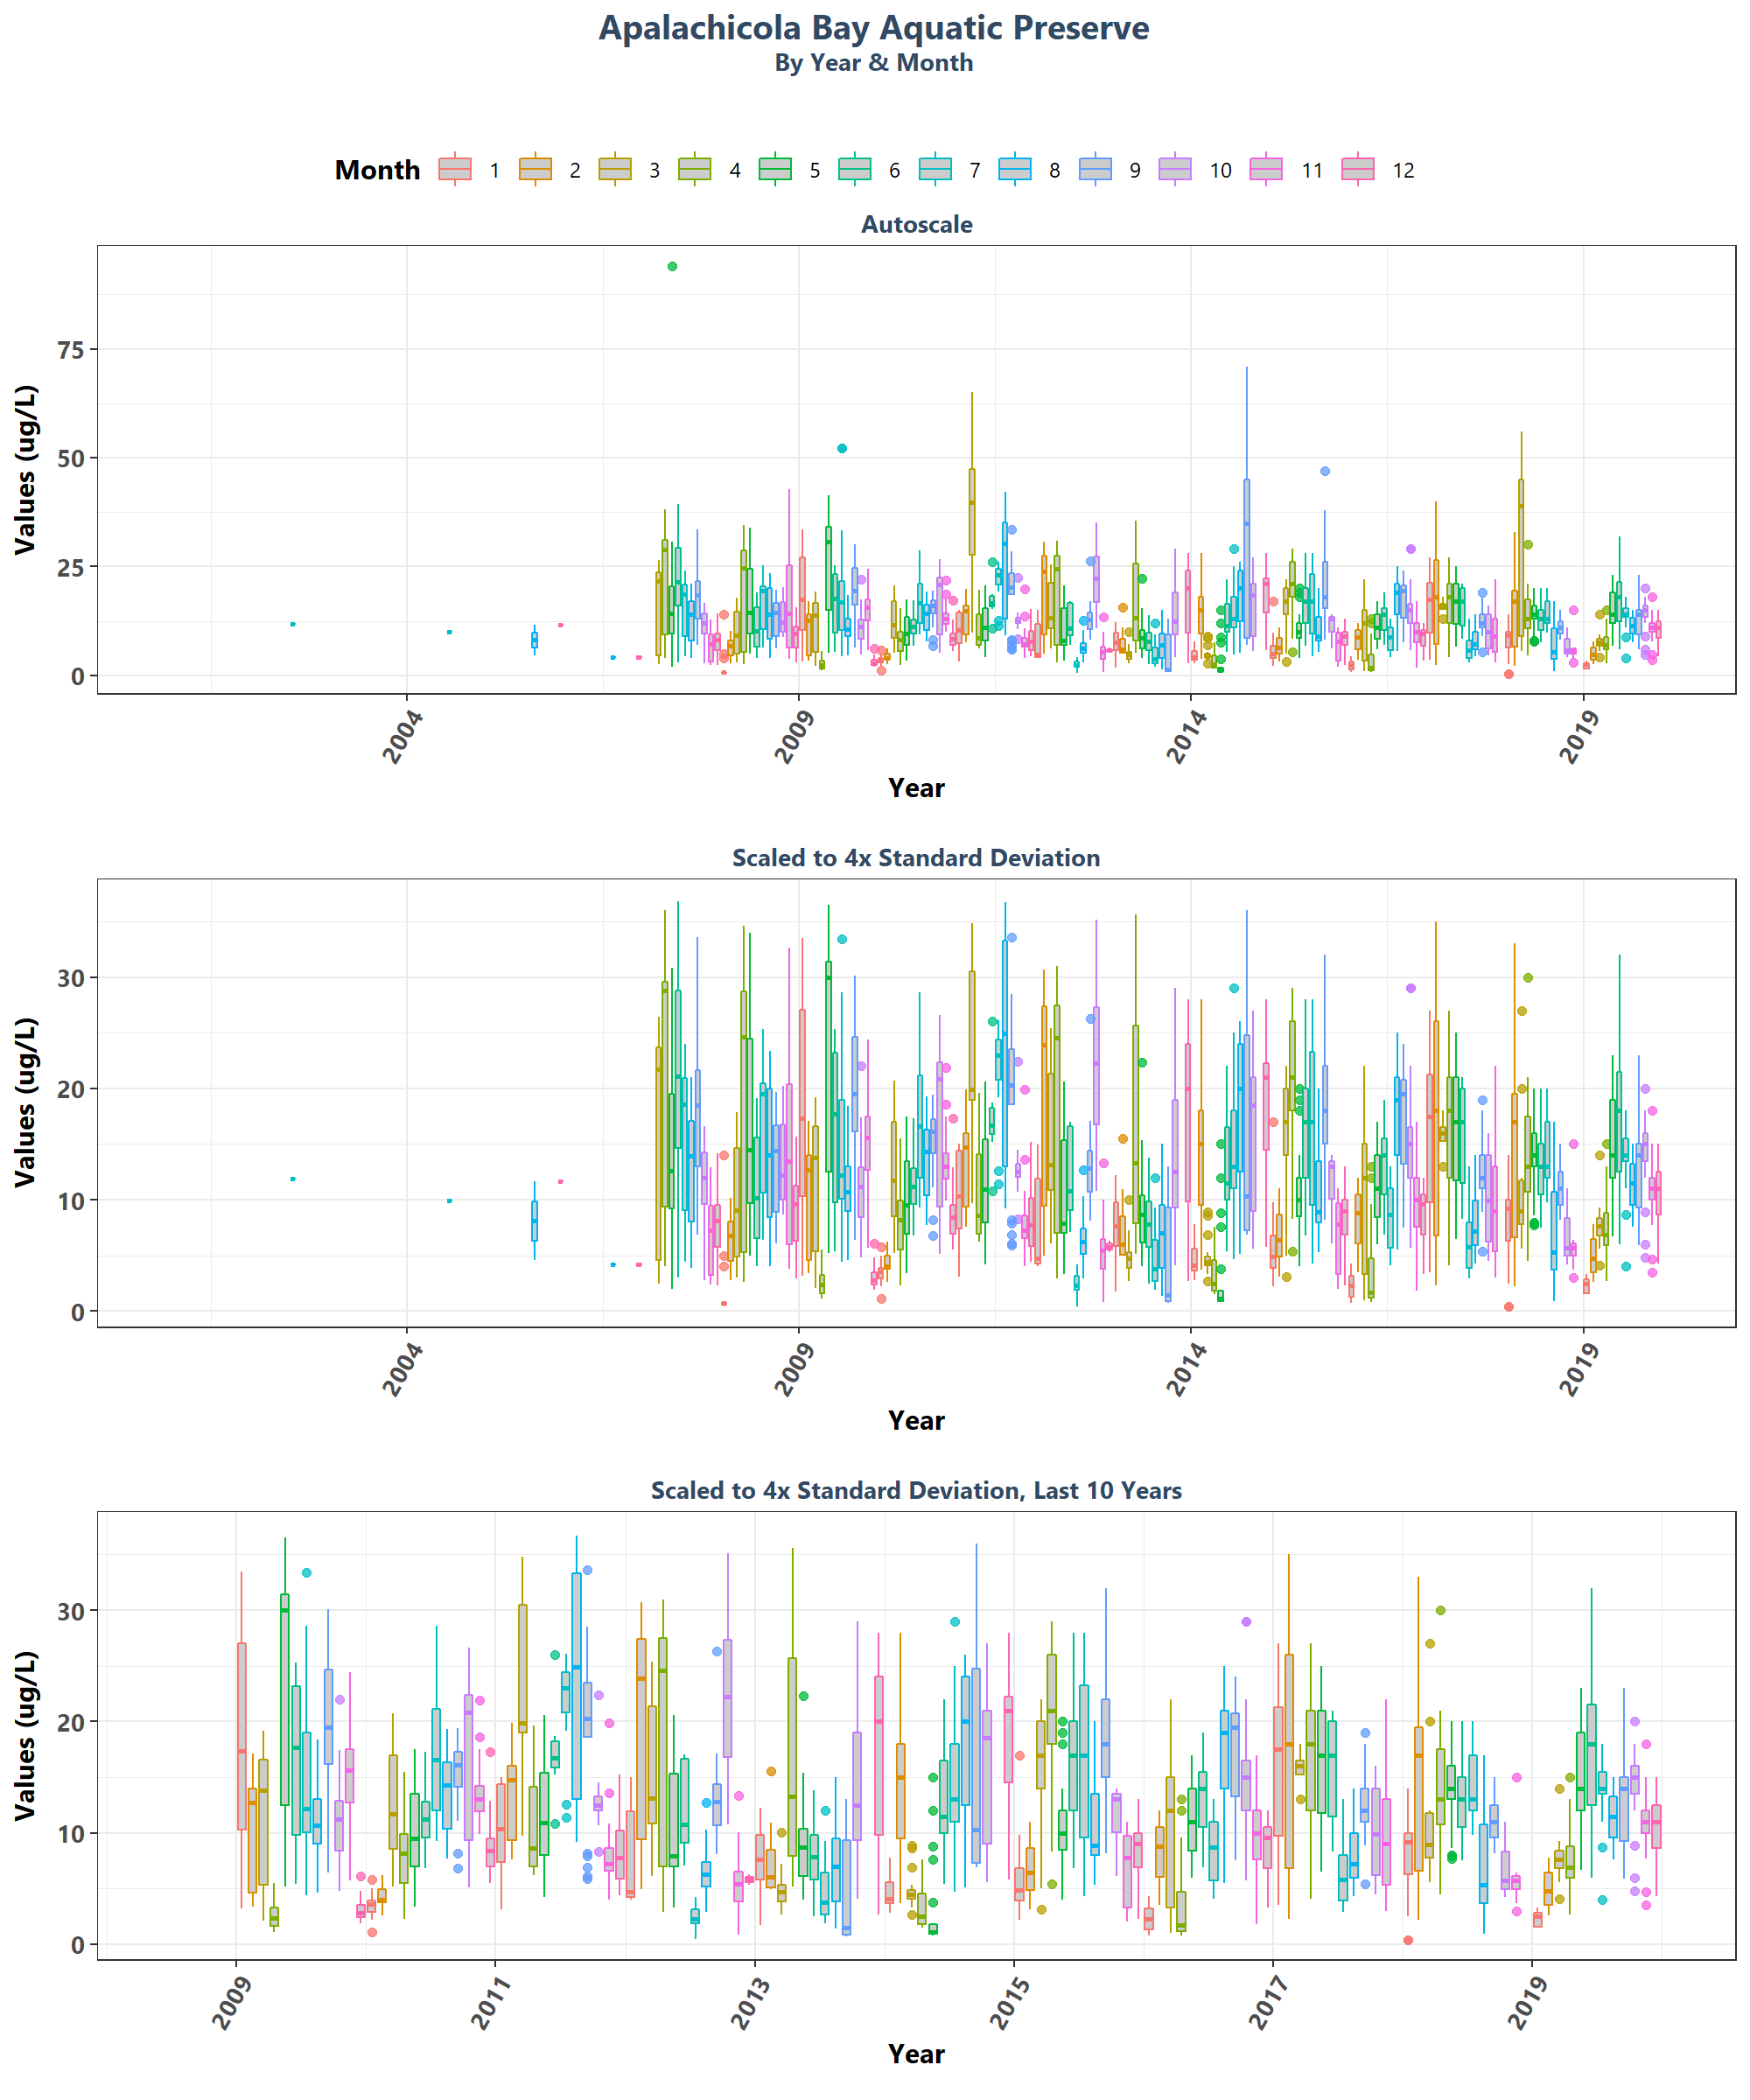 Apalachicola Bay Aquatic Preserve
By Year & Month
Month 1 2 3 4 5 6 7 8 9 10 11 12
Autoscale
Values (ug/L)
75
50
25
0
2004 2009 2014 2019
Year
Scaled to 4x Standard Deviation
Values (ug/L)
30
20
10
0
2004 2009 2014 2019
Year
Scaled to 4x Standard Deviation, Last 10 Years
Values (ug/L)
30
20
10
0
2009 2011 2013 2015 2017 2019
Year